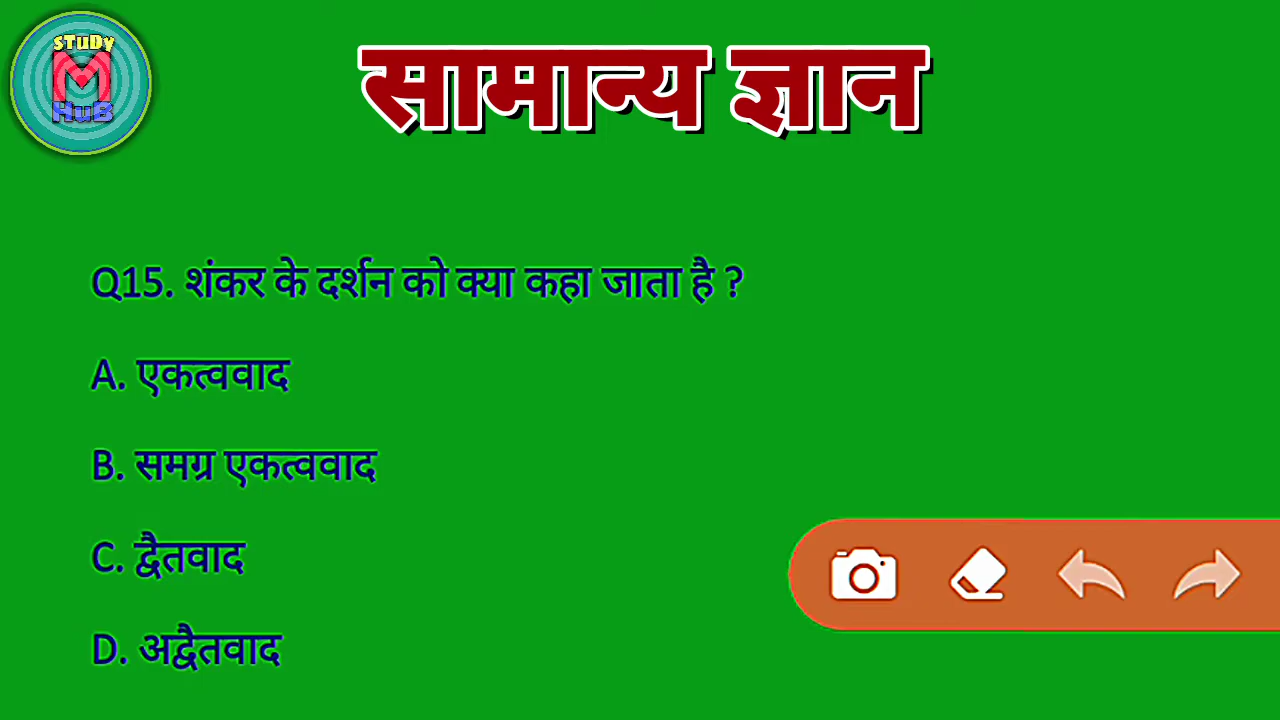 STUDY
M
HUB
सामान्य ज्ञान
Q15. शंकर के दर्शन को क्या कहा जाता है ?
A. एकत्ववाद
B. समग्र एकत्ववाद
C. द्वैतवाद
D. अद्वैतवाद